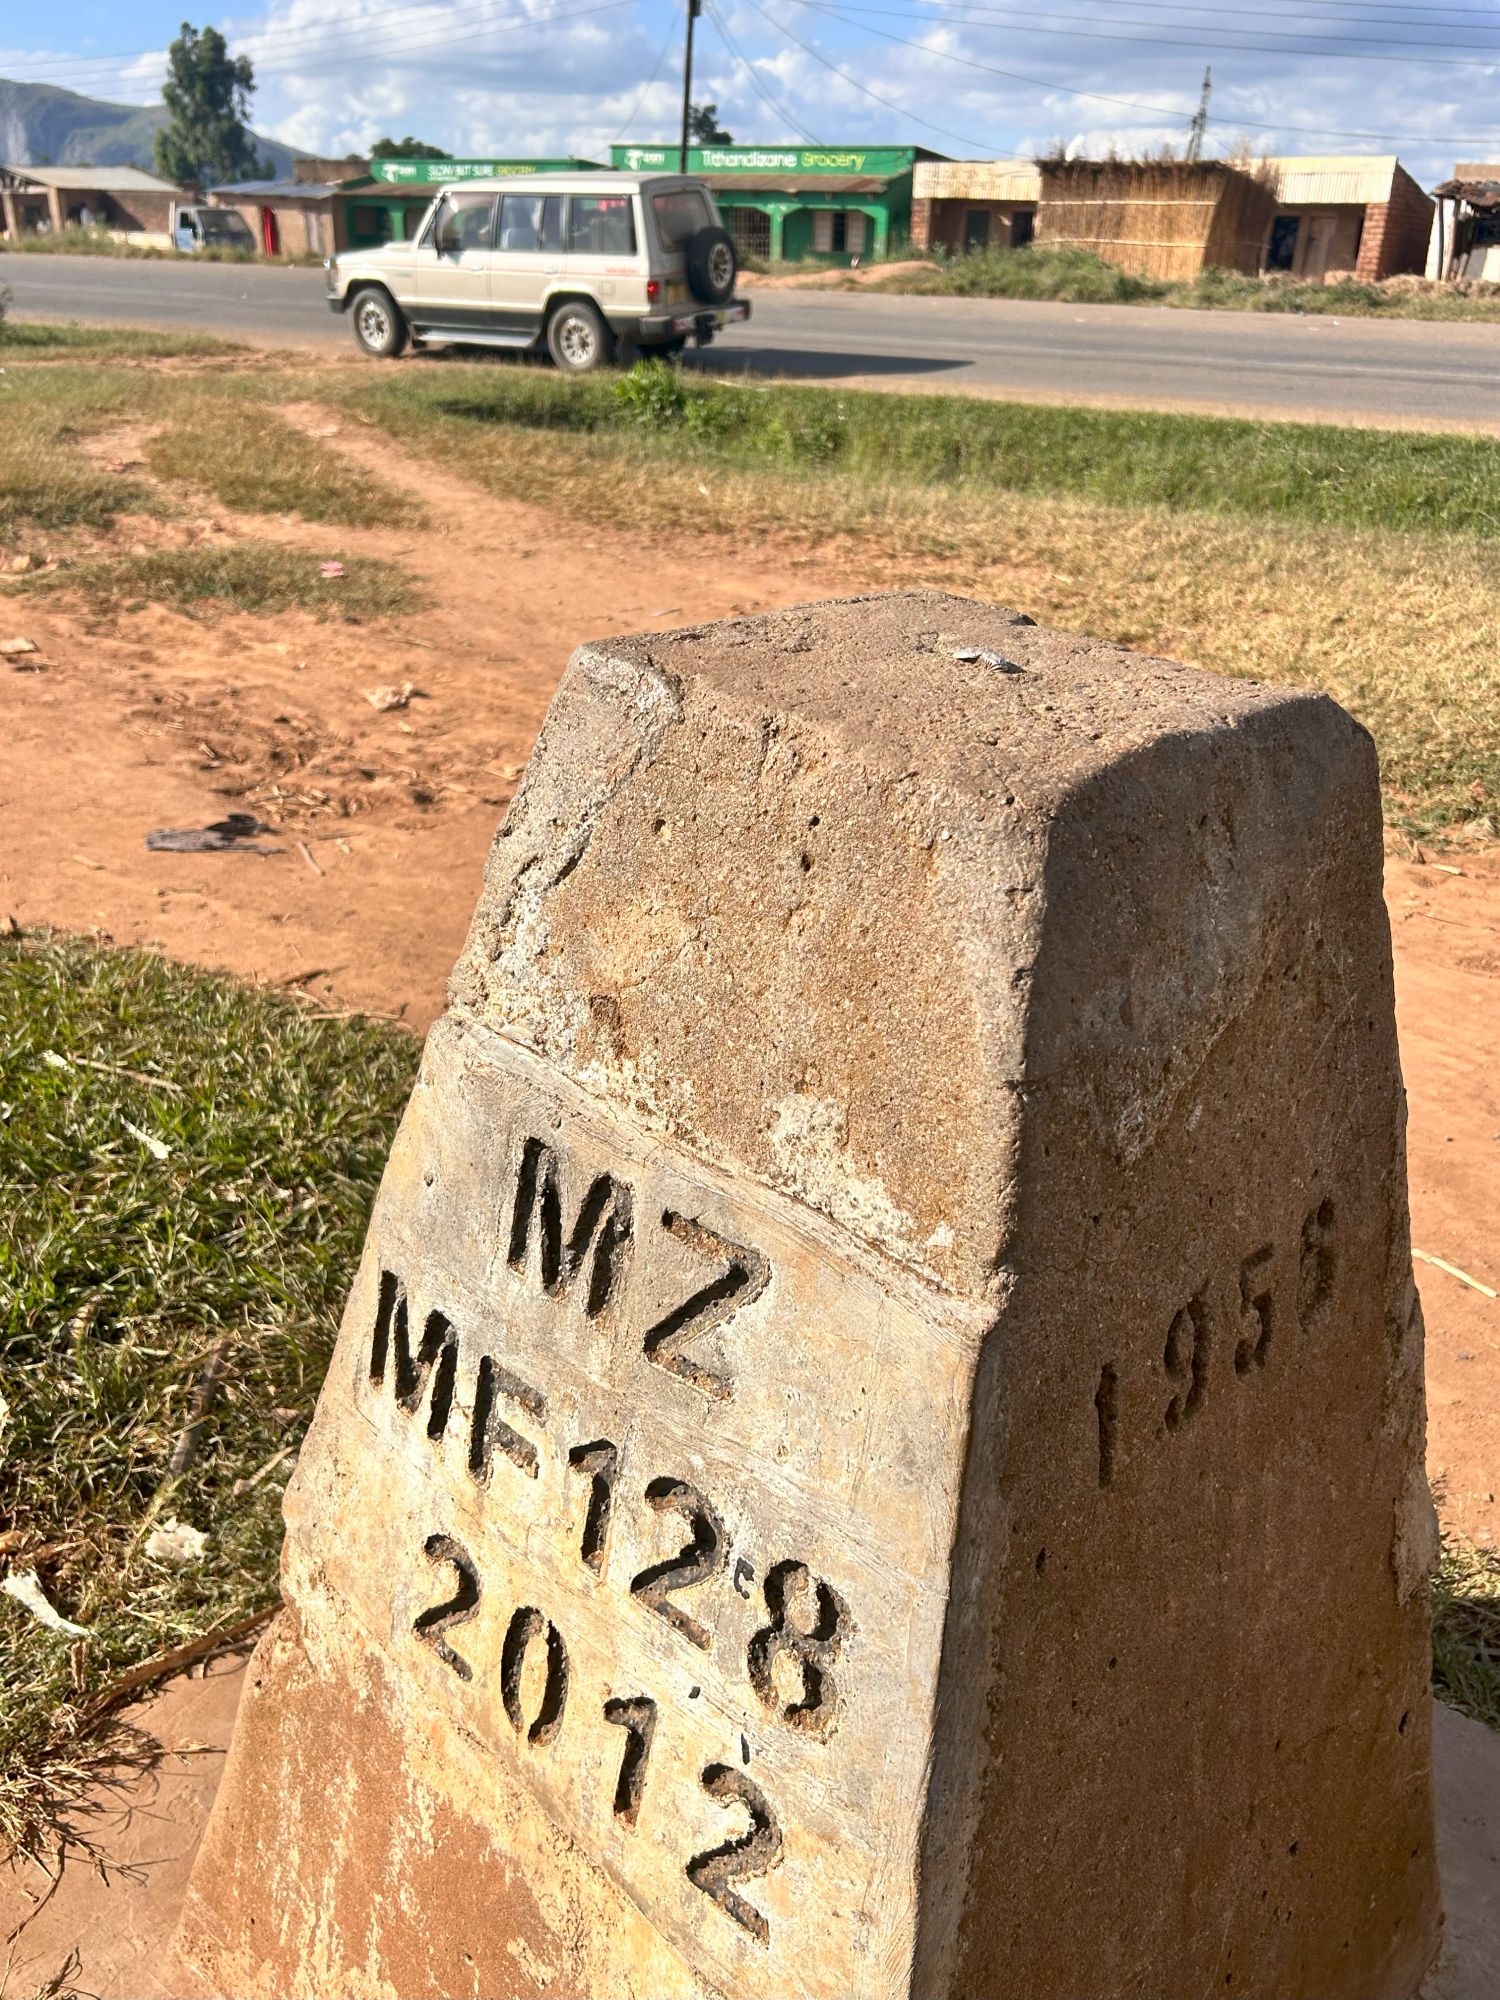 SLOW BUT SURE GROCERY
Tithandizane Grocery
MZ
MF128
2012
1956